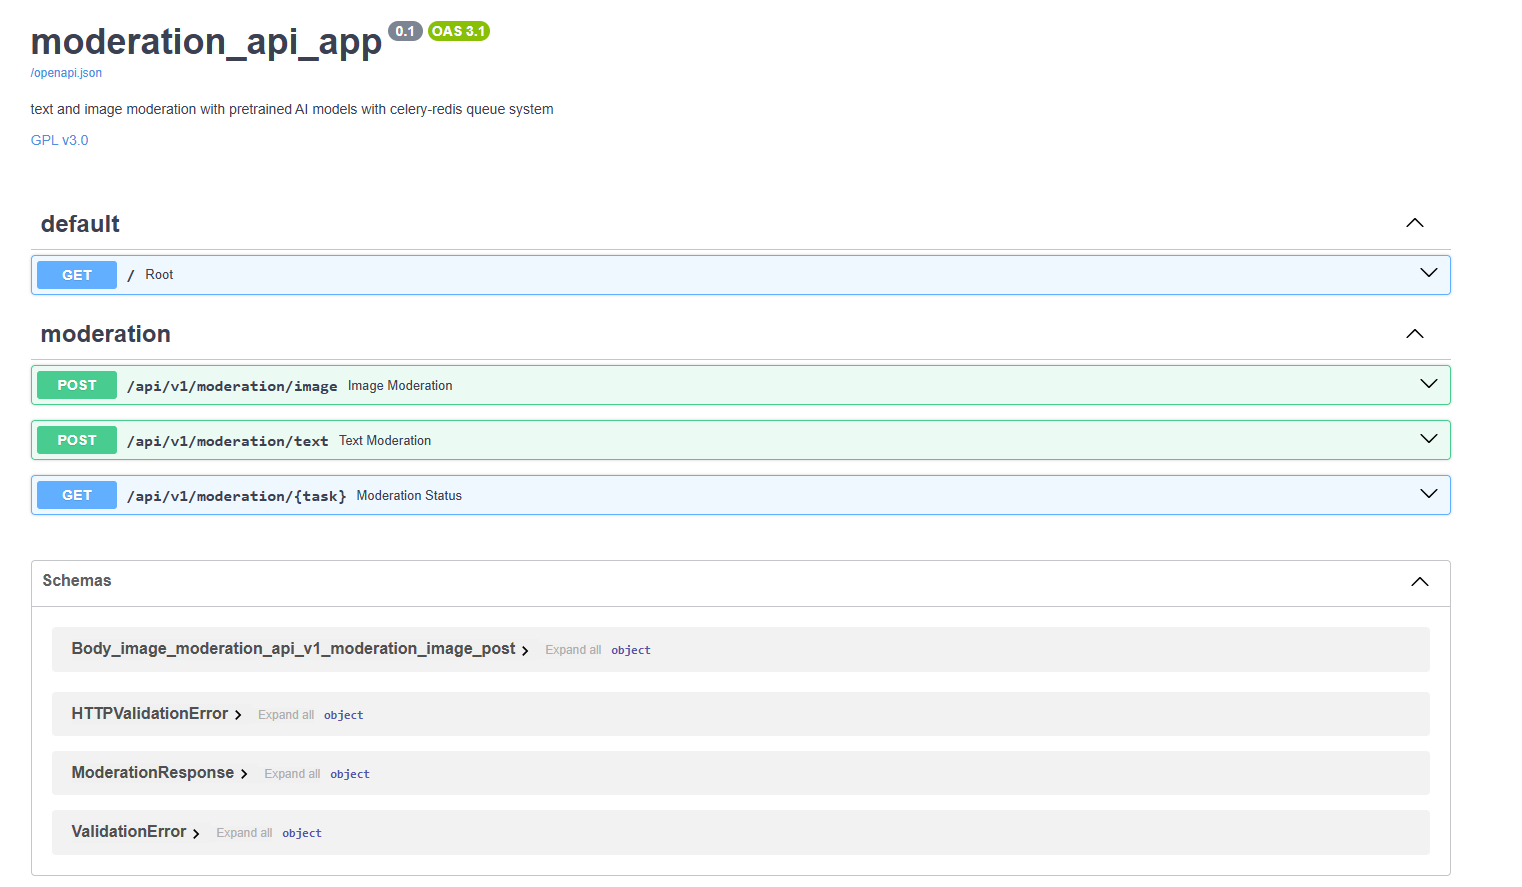 moderation_api_app 0.1 OAS 3.1
/openapi.json
text and image moderation with pretrained AI models with celery-redis queue system
GPL v3.0
default
GET / Root
moderation
POST /api/v1/moderation/image Image Moderation
POST /api/v1/moderation/text Text Moderation
GET /api/v1/moderation/{task} Moderation Status
Schemas
Body_image_moderation_api_v1_moderation_image_post Expand all object
HTTPValidationError Expand all object
ModerationResponse Expand all object
ValidationError Expand all object